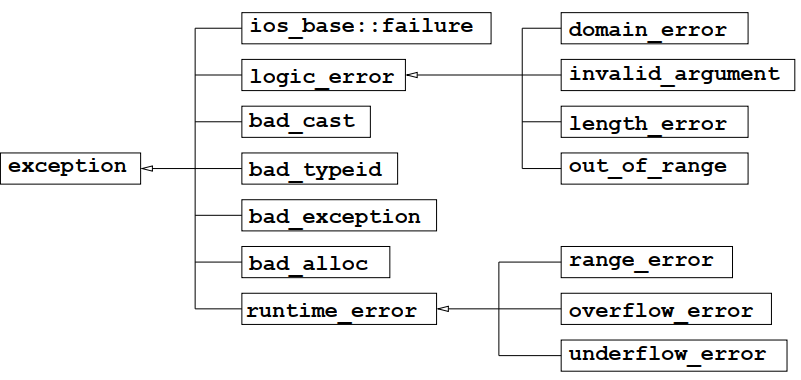 ios_base::failure
domain_error
logic_error
invalid_argument
bad_cast
length_error
exception
bad_typeid
out_of_range
bad_exception
bad_alloc
range_error
runtime_error
overflow_error
underflow_error